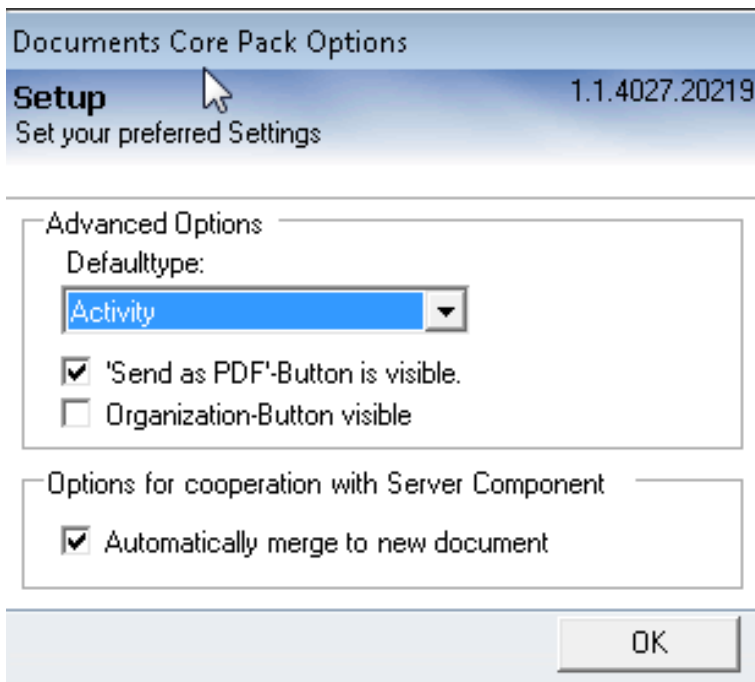 Documents Core Pack Options
Setup
1.1.4027.20219
Set your preferred Settings
Advanced Options
Defaulttype:
Activity
'Send as PDF'-Button is visible.
Organization-Button visible
Options for cooperation with Server Component
Automatically merge to new document
OK